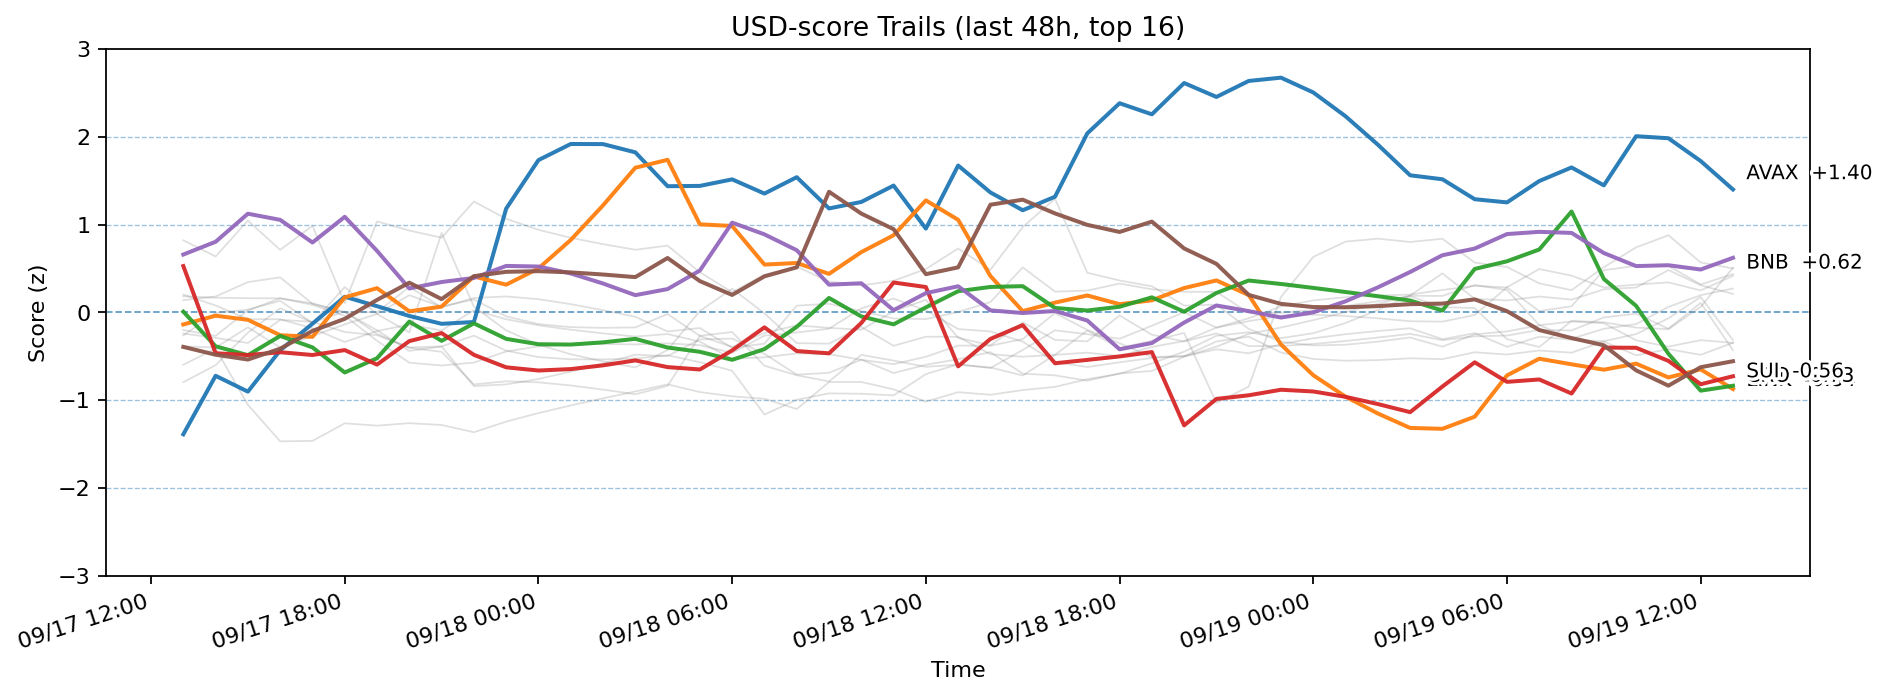 USD-score Trails (last 48h, top 16)
Score (z)
3
2
1
0
−1
−2
−3
AVAX +1.40
BNB +0.62
SUI -0.56
09/17 12:00
09/17 18:00
09/18 00:00
09/18 06:00
09/18 12:00
09/18 18:00
09/19 00:00
09/19 06:00
09/19 12:00
Time